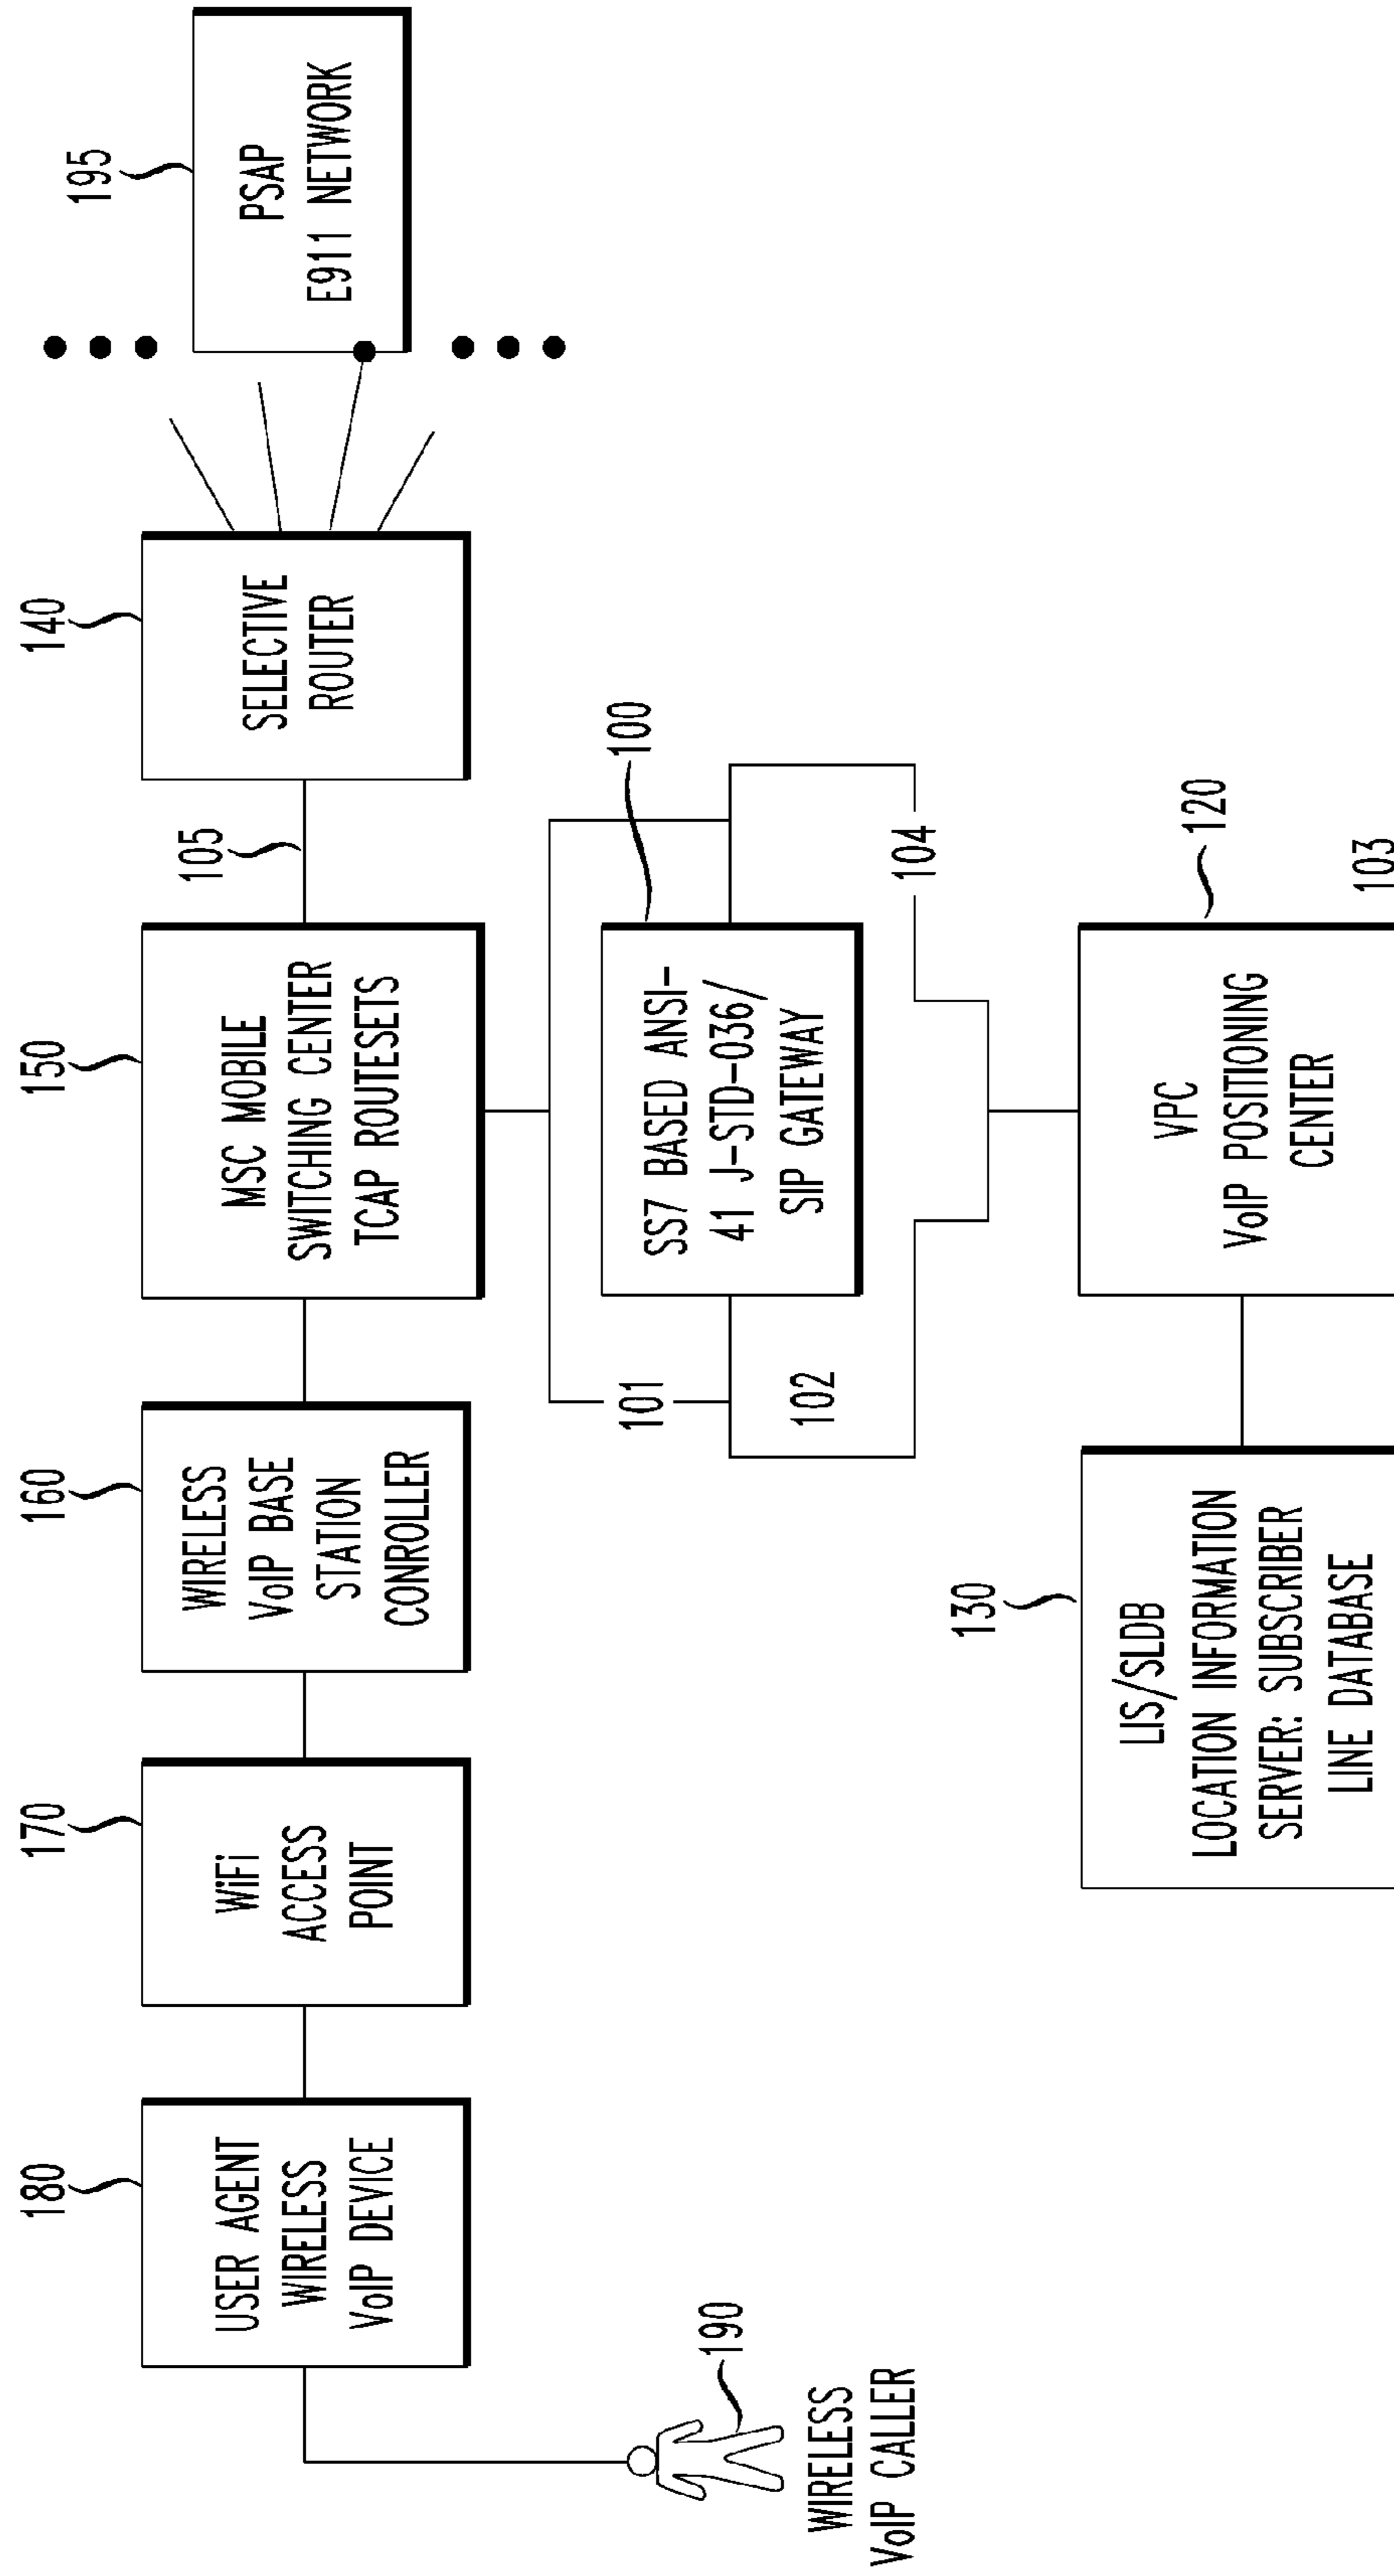 180
USER AGENT
WIRELESS
VoIP DEVICE
170
WiFi
ACCESS
POINT
160
WIRELESS
VoIP BASE
STATION
CONROLLER
150
MSC MOBILE
SWITCHING CENTER
TCAP ROUTESETS
105
140
SELECTIVE
ROUTER
195
PSAP
E911 NETWORK
190
WIRELESS
VoIP CALLER
101
102
SS7 BASED ANSI-
41 J-STD-036/
SIP GATEWAY
100
104
130
LIS/SLDB
LOCATION INFORMATION
SERVER: SUBSCRIBER
LINE DATABASE
VPC
VoIP POSITIONING
CENTER
120
103